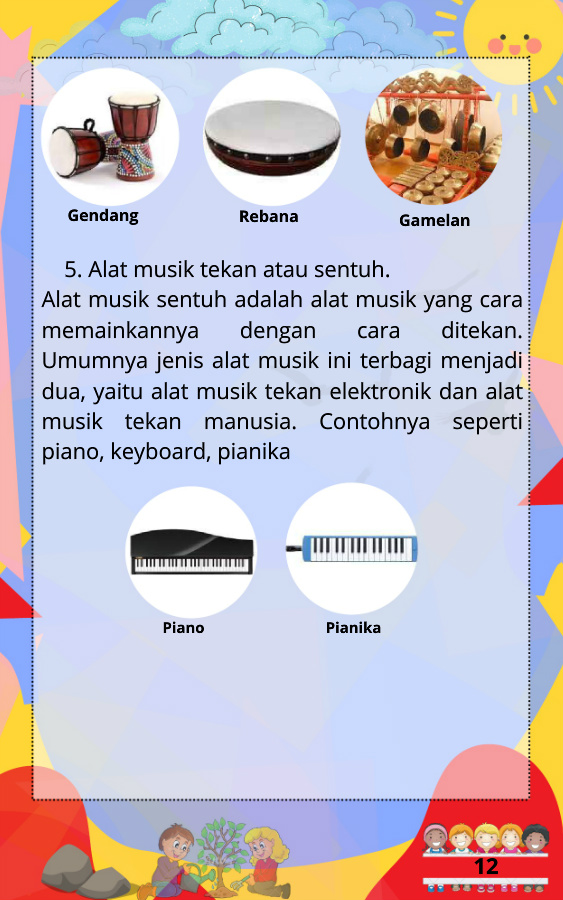 Gendang
Rebana
Gamelan
5. Alat musik tekan atau sentuh.
Alat musik sentuh adalah alat musik yang cara
memainkannya dengan cara ditekan.
Umumnya jenis alat musik ini terbagi menjadi
dua, yaitu alat musik tekan elektronik dan alat
musik tekan manusia. Contohnya seperti
piano, keyboard, pianika
Piano
Pianika
12